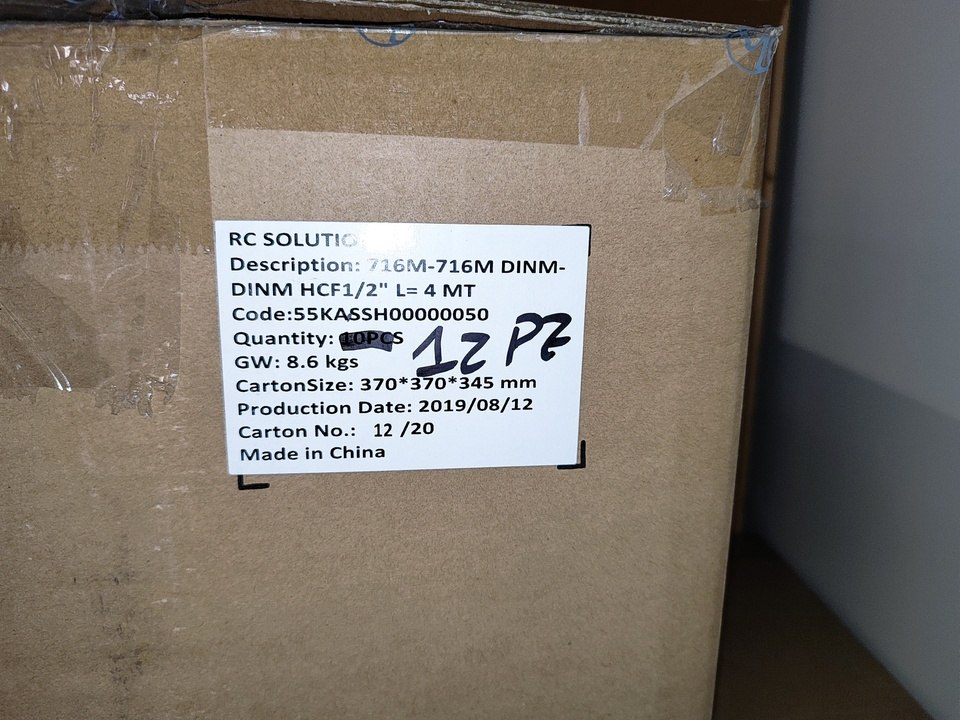 RC SOLUTIO
Description: 716M-716M DINM-
DINM HCF1/2" L= 4 MT
Code:55KASSH00000050
Quantity: 10PCS 12 PZ
GW: 8.6 kgs
CartonSize: 370*370*345 mm
Production Date: 2019/08/12
Carton No.: 12 /20
Made in China